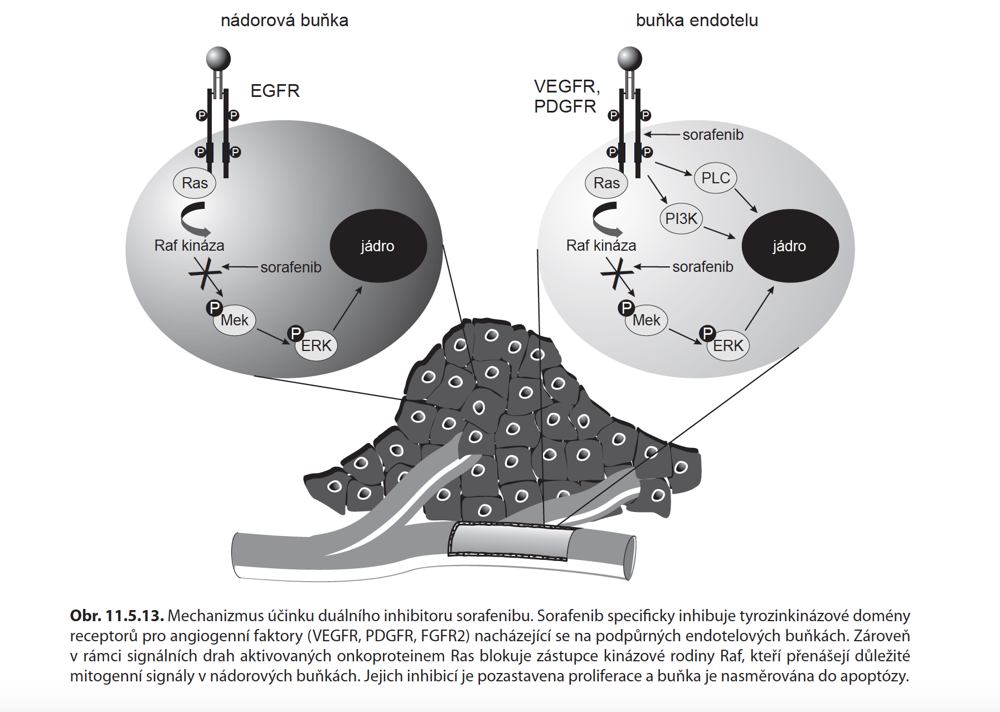 nádorová buňka
EGFR
P
P
P
P
Ras
Raf kináza
sorafenib
jádro
P
Mek
P
ERK
buňka endotelu
VEGFR,
PDGFR
P
P
sorafenib
P
P
Ras
PLC
PI3K
Raf kináza
sorafenib
jádro
P
Mek
P
ERK
Obr. 11.5.13. Mechanizmus účinku duálního inhibitoru sorafenibu. Sorafenib specificky inhibuje tyrozinkinázové domény
receptorů pro angiogenní faktory (VEGFR, PDGFR, FGFR2) nacházející se na podpůrných endotelových buňkách. Zároveň
v rámci signálních drah aktivovaných onkoproteinem Ras blokuje zástupce kinázové rodiny Raf, kteří přenášejí důležité
mitogenní signály v nádorových buňkách. Jejich inhibicí je pozastavena proliferace a buňka je nasměrována do apoptózy.